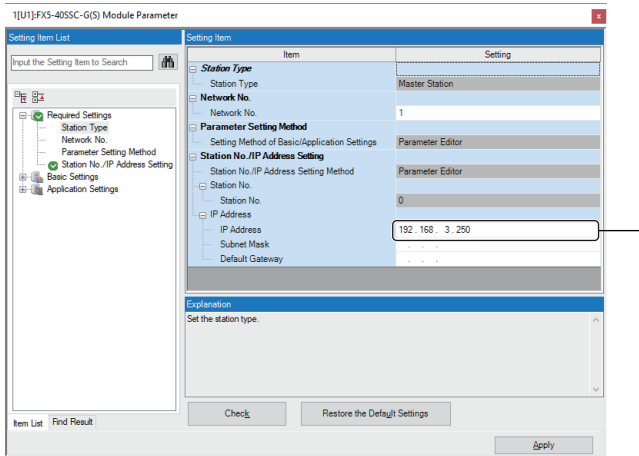 1[U1]:FX5-40SSC-G(S) Module Parameter
x
Setting Item List
Input the Setting Item to Search
Required Settings
Station Type
Network No.
Parameter Setting Method
Station No./IP Address Setting
Basic Settings
Application Settings
Item List
Find Result
Setting Item
Item Setting
Station Type
Station Type Master Station
Network No.
Network No. 1
Parameter Setting Method
Setting Method of Basic/Application Settings Parameter Editor
Station No./IP Address Setting
Station No./IP Address Setting Method Parameter Editor
Station No.
Station No. 0
IP Address
IP Address 192 . 168 . 3 . 250
Subnet Mask . . .
Default Gateway . . .
Explanation
Set the station type.
Check Restore the Default Settings
Apply